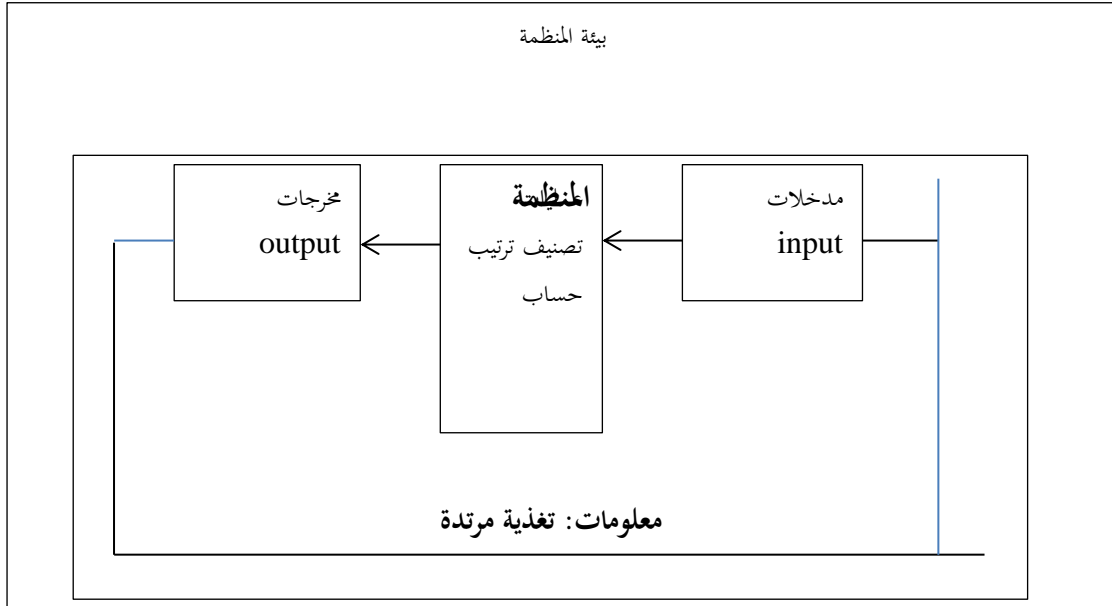 بيئة المنظمة
مدخلات
input
المنظمة
تصنيف ترتيب
حساب
مخرجات
output
معلومات: تغذية مرتدة